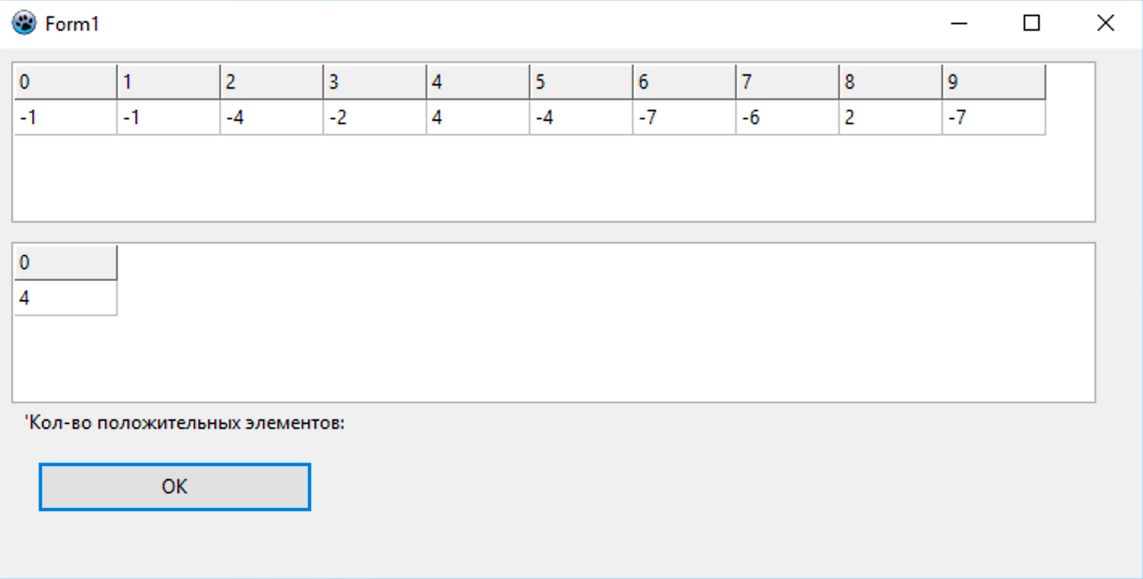 Form1
0 1 2 3 4 5 6 7 8 9
-1 -1 -4 -2 4 -4 -7 -6 2 -7
0
4
'Кол-во положительных элементов:
OK